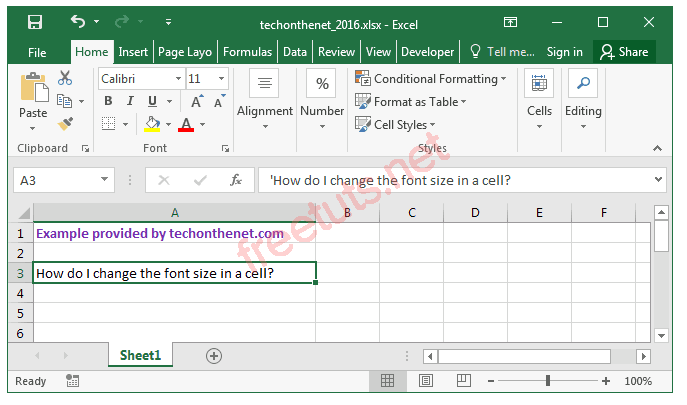 techonthenet_2016.xlsx - Excel
File Home Insert Page Layo Formulas Data View Developer Tell me... Sign in Share
Paste
Clipboard
Calibri 11
B I U A A
A
Font
Alignment
%
Number
Conditional Formatting
Format as Table
Cell Styles
Styles
Cells
Editing
A3 fx 'How do I change the font size in a cell?
A B C D E F
1 Example provided by techonthenet.com
2
3 How do I change the font size in a cell?
4
5
6
freetuts.net
Sheet1
Ready 100%